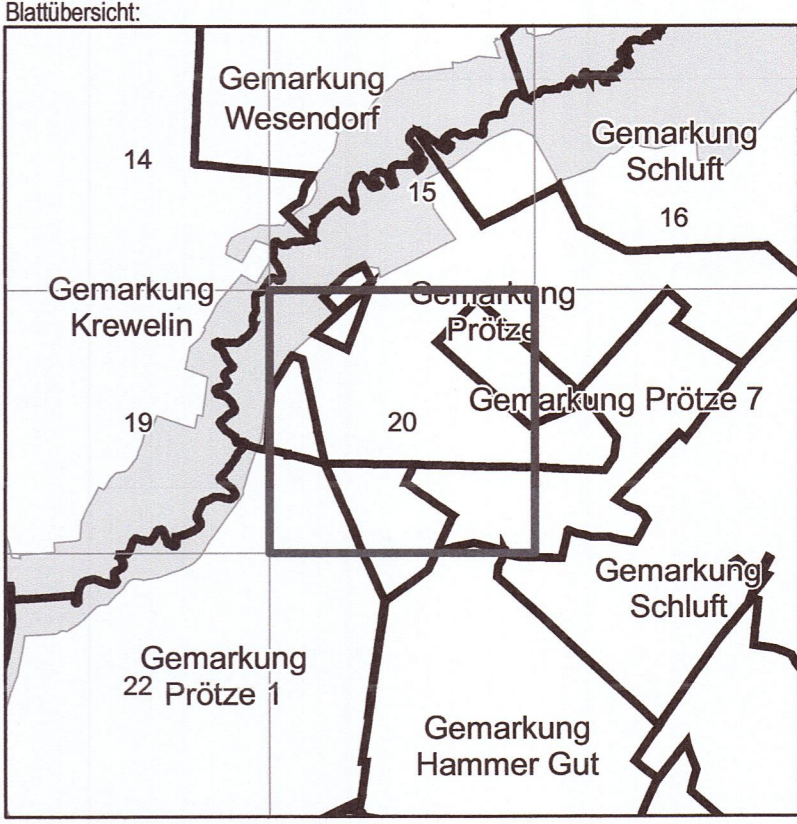 Blattübersicht:
Gemarkung
Wesendorf
14
15
Gemarkung
Schluft
16
Gemarkung
Krewelin
Gemarkung
Prötze
Gemarkung Prötze 7
19
20
Gemarkung
Schluft
Gemarkung
22 Prötze 1
Gemarkung
Hammer Gut